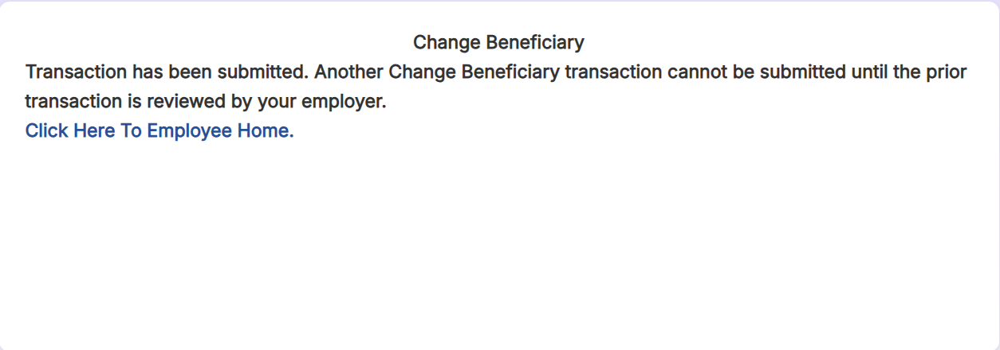 Change Beneficiary
Transaction has been submitted. Another Change Beneficiary transaction cannot be submitted until the prior
transaction is reviewed by your employer.
Click Here To Employee Home.